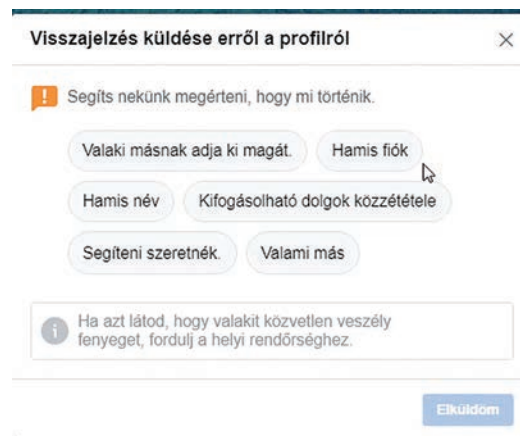 Visszajelzés küldése erről a profilról
Segíts nekünk megérteni, hogy mi történik.
Valaki másnak adja ki magát. Hamis fiók
Hamis név Kifogásolható dolgok közzététele
Segíteni szeretnék. Valami más
Ha azt látod, hogy valakit közvetlen veszély
fenyeget, fordulj a helyi rendőrséghez.
Elküldöm